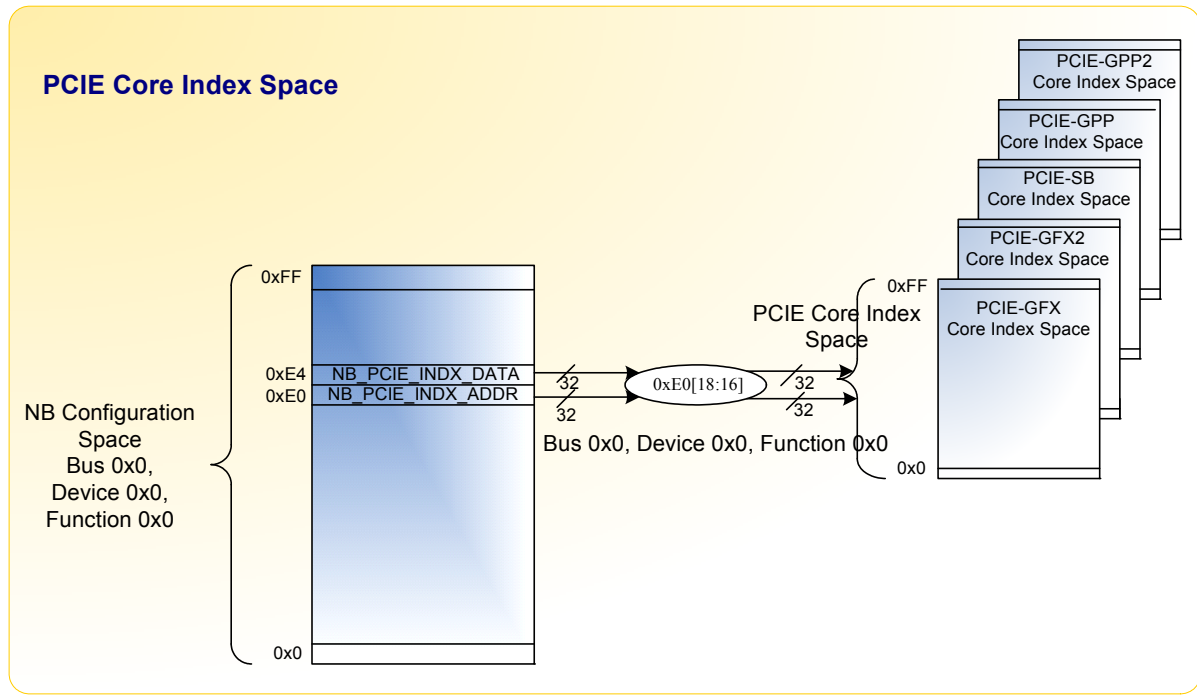 PCIE Core Index Space
PCIE-GPP2
Core Index Space
PCIE-GPP
Core Index Space
PCIE-SB
Core Index Space
PCIE-GFX2
Core Index Space
PCIE-GFX
Core Index Space
0xFF
0x0
PCIE Core Index
Space
0xFF
0xE4
NB_PCIE_INDX_DATA
0xE0
NB_PCIE_INDX_ADDR
0x0
32
32
0xE0[18:16]
32
32
Bus 0x0, Device 0x0, Function 0x0
NB Configuration
Space
Bus 0x0,
Device 0x0,
Function 0x0